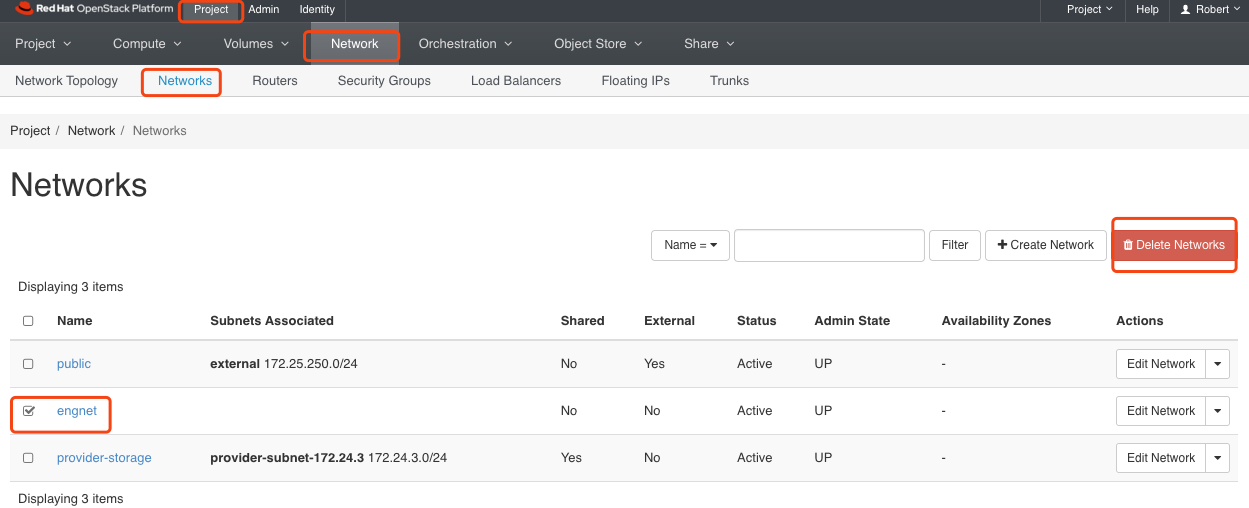 Red Hat OpenStack Platform Project Admin Identity Project Help Robert
Project Compute Volumes Network Orchestration Object Store Share
Network Topology Networks Routers Security Groups Load Balancers Floating IPs Trunks
Project / Network / Networks
Networks
Name = Filter + Create Network Delete Networks
Displaying 3 items
Name Subnets Associated Shared External Status Admin State Availability Zones Actions
public external 172.25.250.0/24 No Yes Active UP - Edit Network
engnet No No Active UP - Edit Network
provider-storage provider-subnet-172.24.3 172.24.3.0/24 Yes No Active UP - Edit Network
Displaying 3 items